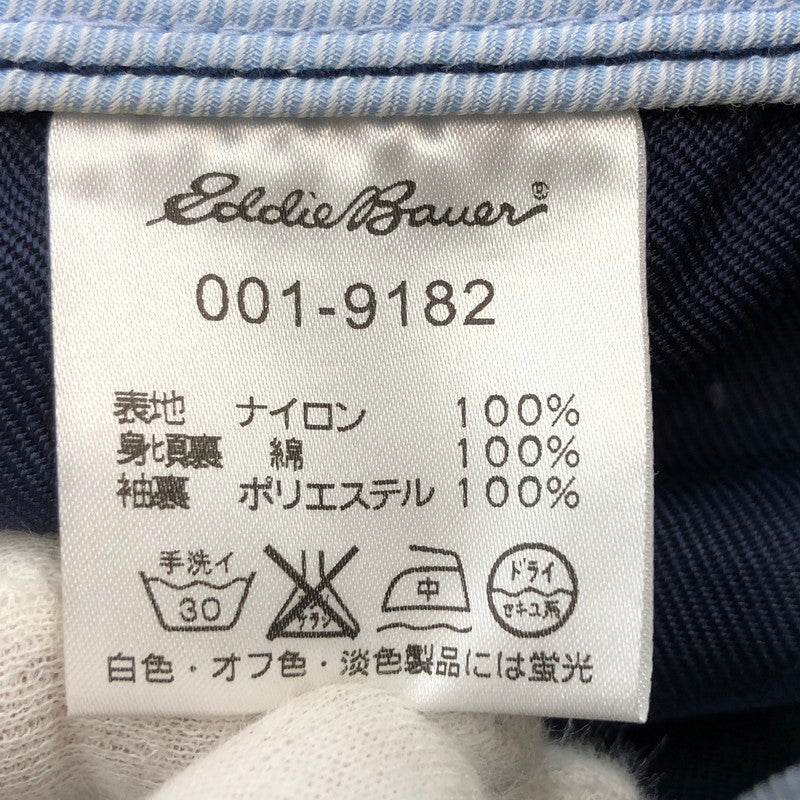 Eddie Bauer®
001-9182
表地 ナイロン 100%
身頃裏 綿 100%
袖裏 ポリエステル 100%
手洗イ 30 エンソサラシ 中 ドライ セキユ系
白色・オフ色・淡色製品には蛍光